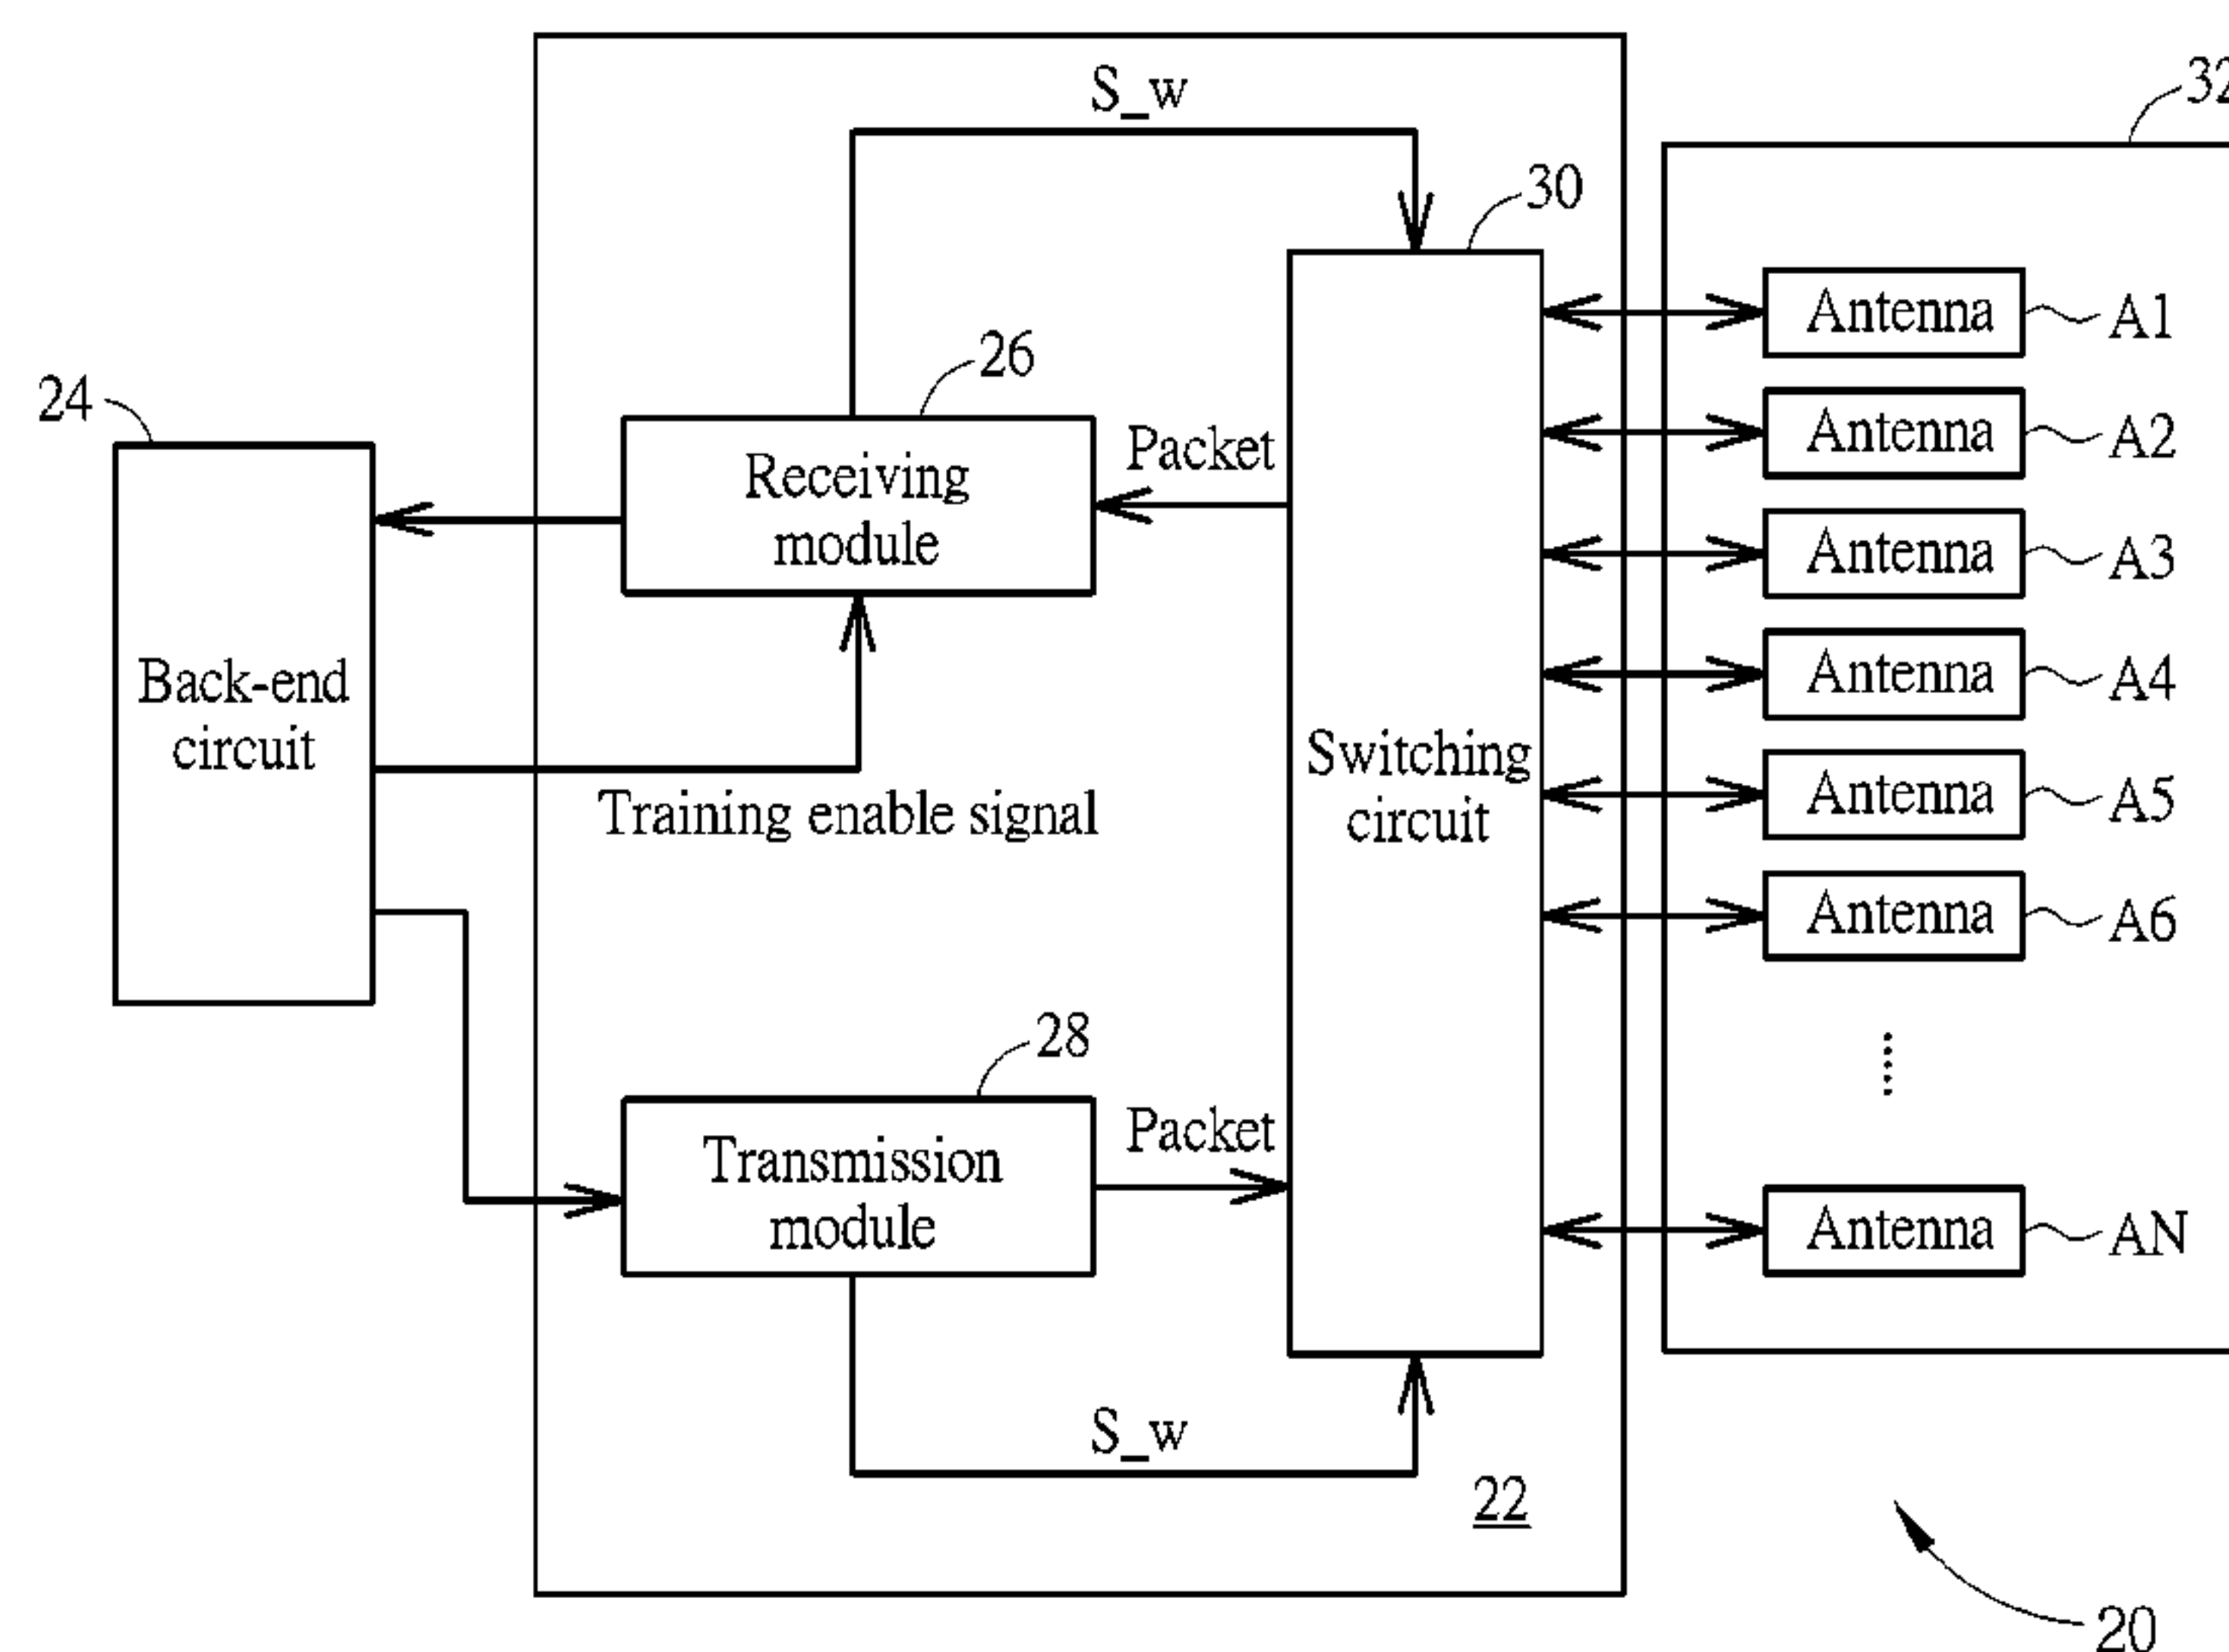 S_w
32
30
26
24
Antenna
A1
Packet
Antenna
A2
Receiving
module
Antenna
A3
Back-end
circuit
Antenna
A4
Switching
circuit
Training enable signal
Antenna
A5
Antenna
A6
28
Packet
Transmission
module
Antenna
AN
S_w
22
20